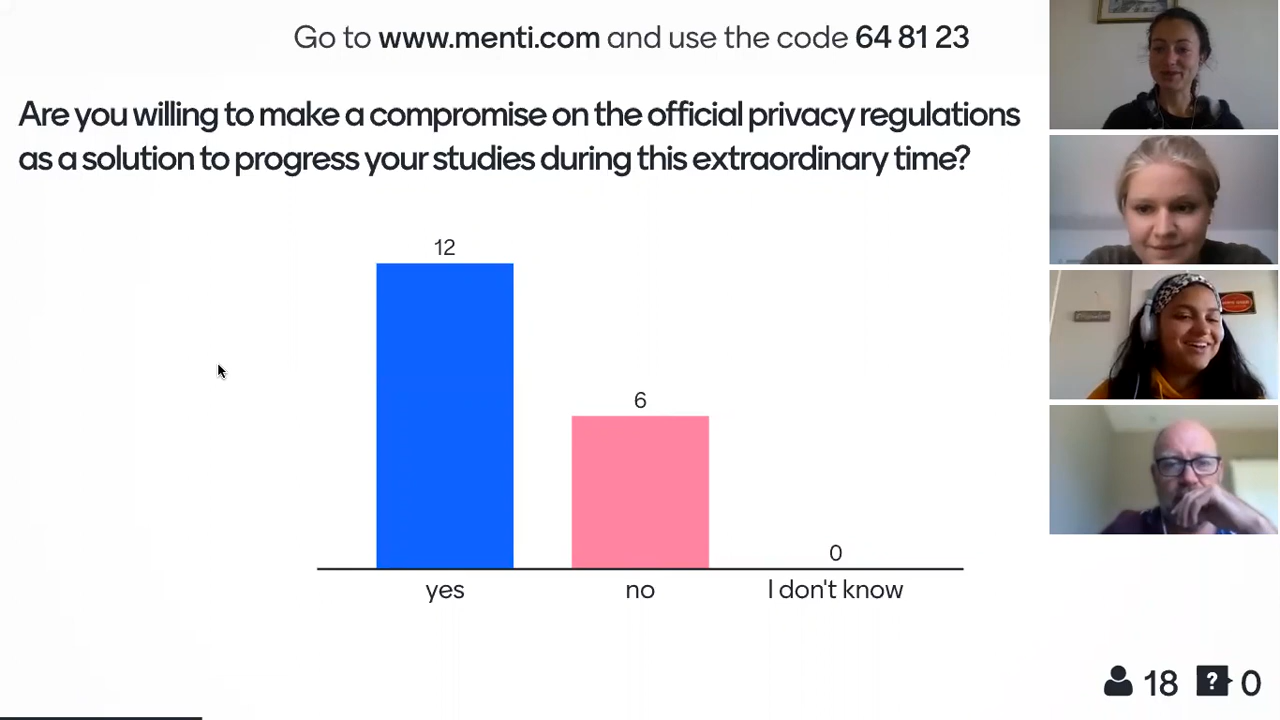 Go to www.menti.com and use the code 64 81 23
Are you willing to make a compromise on the official privacy regulations
as a solution to progress your studies during this extraordinary time?
12
6
0
yes
no
I don't know
18
?
0